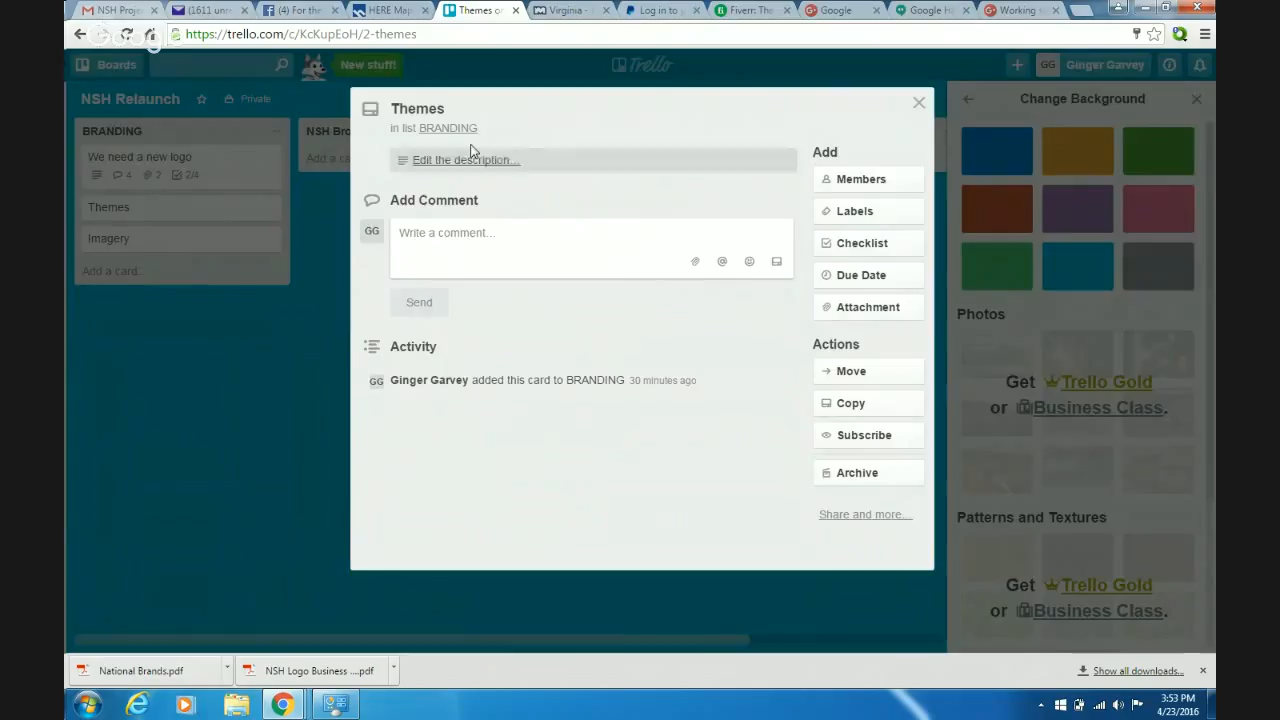 NSH Proje
(1611 unre
(4) For the
HERE Map
Themes o
Virginia -
Log in to y
Fiverr: The
Google
Google Ha
Working
Google
https://trello.com/c/KcKupEoH/2-themes
Boards
New stuff!
Trello
GG Ginger Garvey
NSH Relaunch
Private
Change Background
BRANDING
We need a new logo
4
2
2/4
Themes
Imagery
Add a card...
NSH Bro
Add a ca
Themes
in list BRANDING
Edit the description...
Add Comment
GG
Write a comment...
Send
Activity
GG Ginger Garvey added this card to BRANDING 30 minutes ago
Add
Members
Labels
Checklist
Due Date
Attachment
Actions
Move
Copy
Subscribe
Archive
Share and more...
Photos
Get Trello Gold
or Business Class.
Patterns and Textures
Get Trello Gold
or Business Class.
National Brands.pdf
NSH Logo Business ....pdf
Show all downloads...
3:53 PM
4/23/2016